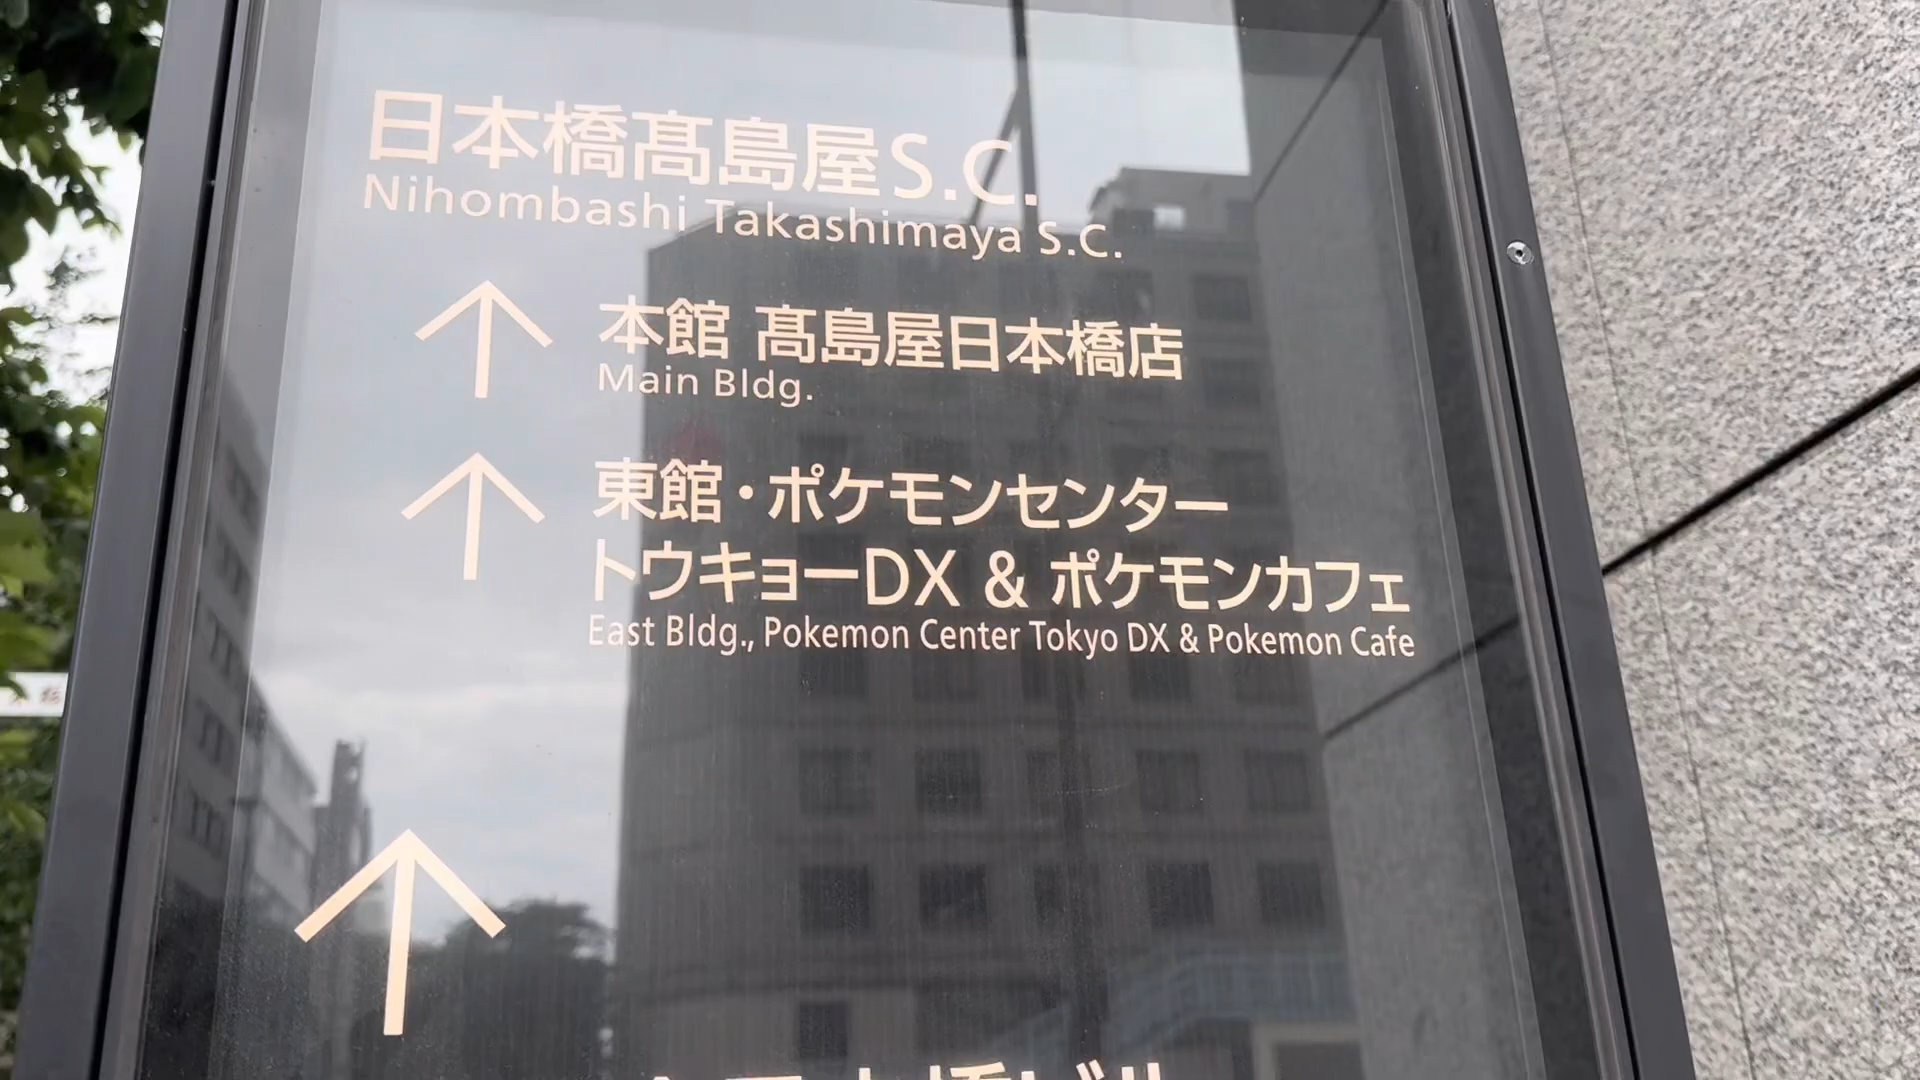 日本橋髙島屋S.C.
Nihombashi Takashimaya S.C.
本館 髙島屋日本橋店
Main Bldg.
東館・ポケモンセンター
トウキョーDX & ポケモンカフェ
East Bldg., Pokemon Center Tokyo DX & Pokemon Cafe